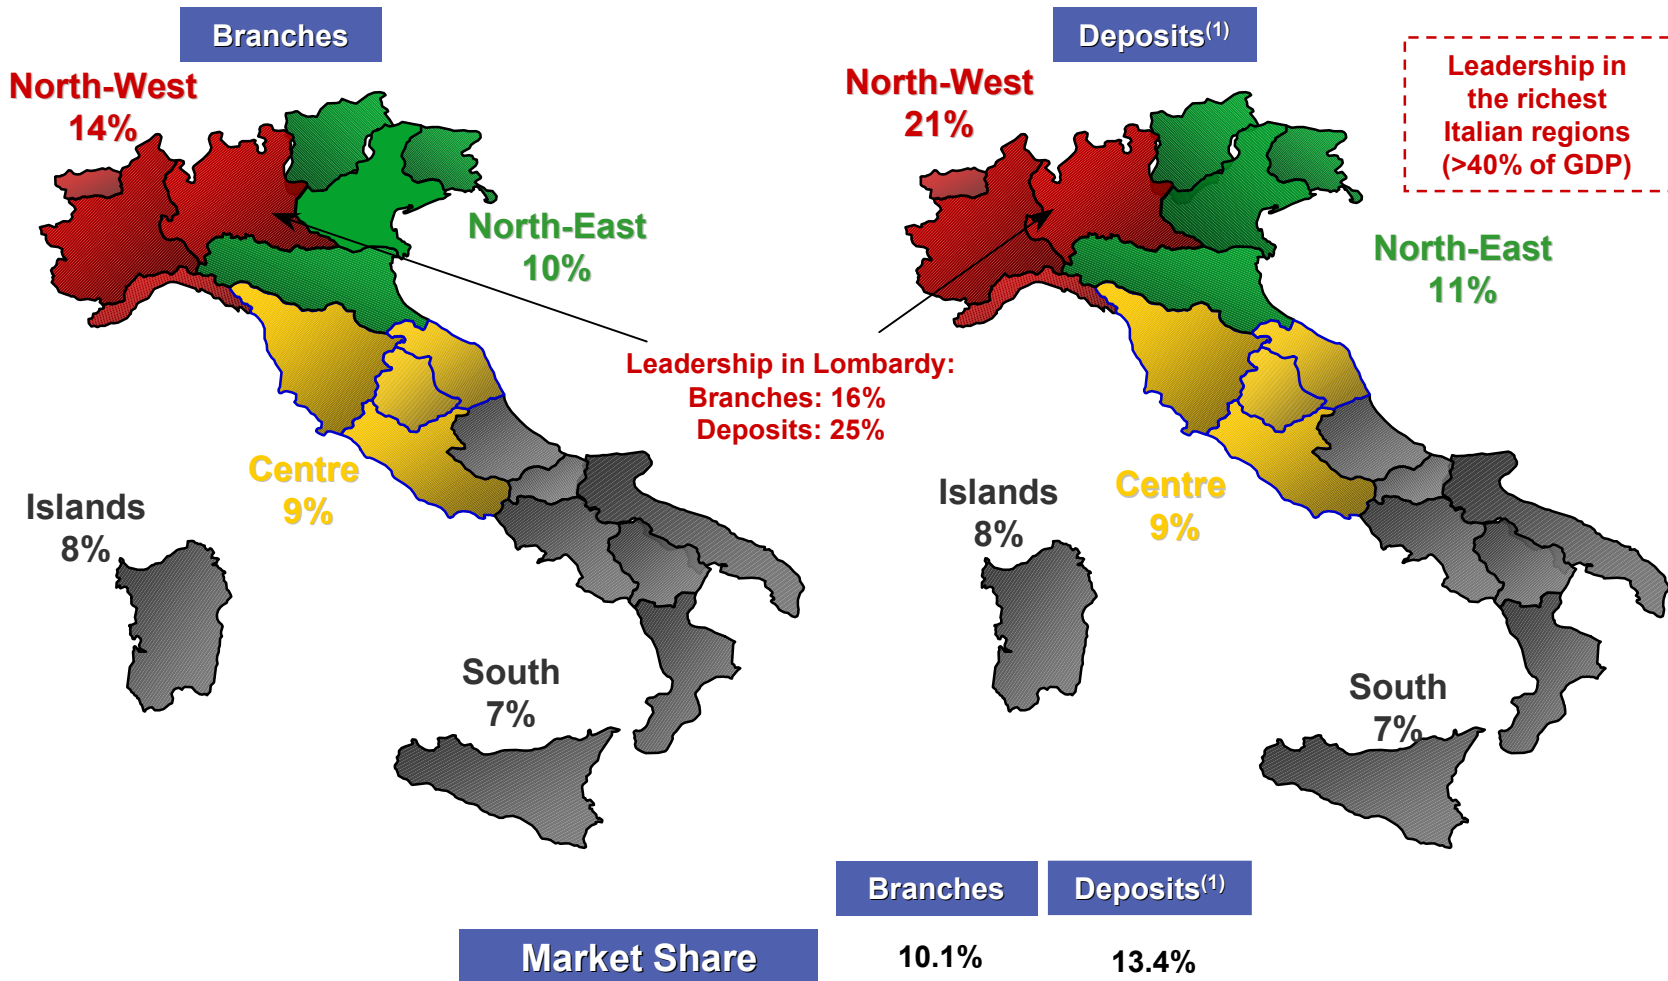 Branches
North-West
14%
North-East
10%
Centre
9%
Islands
8%
South
7%
Leadership in Lombardy:
Branches: 16%
Deposits: 25%
Deposits(1)
North-West
21%
North-East
11%
Centre
9%
Islands
8%
South
7%
Leadership in
the richest
Italian regions
(>40% of GDP)
Branches
Deposits(1)
Market Share
10.1%
13.4%